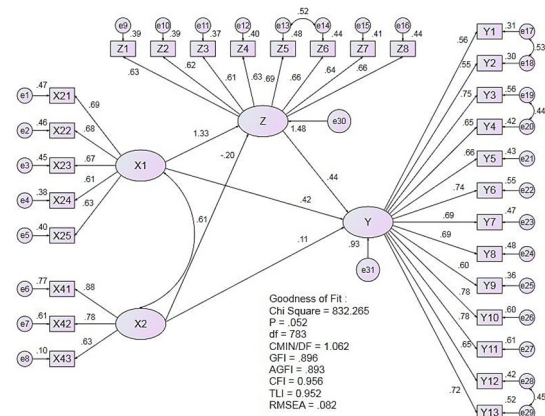 e9 e10 e11 e12 e13 .52 e14 e15 e16
.39 .39 .37 .40 .48 .44 .41 .44
Z1 Z2 Z3 Z4 Z5 Z6 Z7 Z8
.63 .62 .61 .63 .69 .66 .64 .66
Z 1.48 e30
e1 .47 X21 .69
e2 .46 X22 .68
e3 .45 X23 .67
e4 .38 X24 .61
e5 .40 X25 .63
X1
1.33
-.20
.44
.42
.61
.11
e6 .77 X41 .88
e7 .61 X42 .78
e8 .10 X43 .63
X2
Y
.93
e31
.56 Y1 .31 e17
.53
.55 Y2 .30 e18
.75 Y3 .56 e19
.44
.65 Y4 .42 e20
.66 Y5 .43 e21
.74 Y6 .55 e22
.69 Y7 .47 e23
.69 Y8 .48 e24
.60 Y9 .36 e25
.78 Y10 .60 e26
.78 Y11 .61 e27
.65 Y12 .42 e28
.45
.72 Y13 .52 e29
Goodness of Fit :
Chi Square = 832.265
P = .052
df = 783
CMIN/DF = 1.062
GFI = .896
AGFI = .893
CFI = 0.956
TLI = 0.952
RMSEA = .082